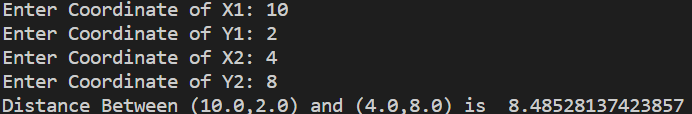 Enter Coordinate of X1: 10
Enter Coordinate of Y1: 2
Enter Coordinate of X2: 4
Enter Coordinate of Y2: 8
Distance Between (10.0,2.0) and (4.0,8.0) is  8.48528137423857